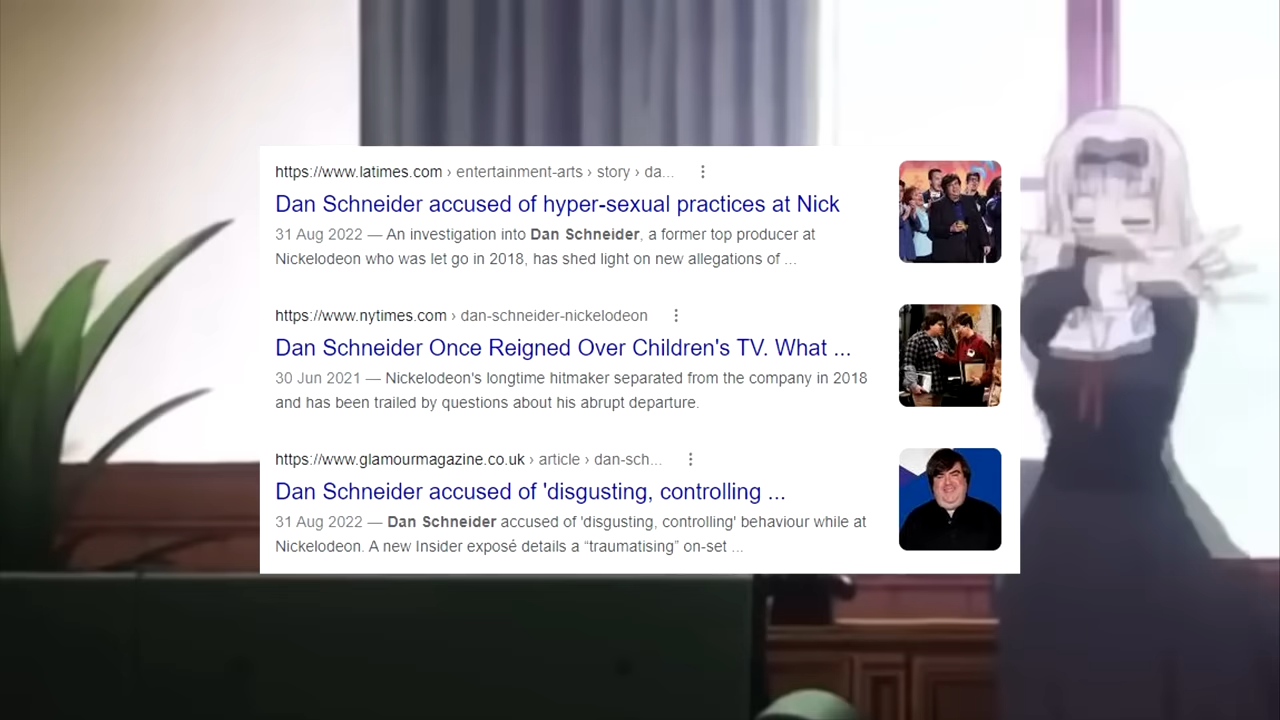 https://www.latimes.com › entertainment-arts › story › da...
Dan Schneider accused of hyper-sexual practices at Nick
31 Aug 2022 — An investigation into Dan Schneider, a former top producer at
Nickelodeon who was let go in 2018, has shed light on new allegations of ...
https://www.nytimes.com › dan-schneider-nickelodeon
Dan Schneider Once Reigned Over Children's TV. What ...
30 Jun 2021 — Nickelodeon's longtime hitmaker separated from the company in 2018
and has been trailed by questions about his abrupt departure.
https://www.glamourmagazine.co.uk › article › dan-sch...
Dan Schneider accused of 'disgusting, controlling ...
31 Aug 2022 — Dan Schneider accused of 'disgusting, controlling' behaviour while at
Nickelodeon. A new Insider exposé details a “traumatising” on-set ...